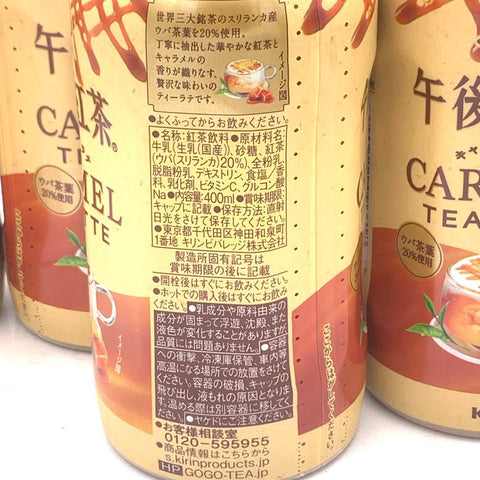 世界三大銘茶のスリランカ産
ウバ茶葉を20%使用。
丁寧に抽出した華やかな紅茶と
キャラメルの
香りが織りなす、
贅沢な味わいの
ティーラテです。
イメージ図
●よくふってからお飲みください。
●名称:紅茶飲料●原材料名:
牛乳(生乳(国産))、砂糖、紅茶
(ウバ(スリランカ)20%)、全粉乳、
脱脂粉乳、デキストリン、食塩/香
料、乳化剤、ビタミンC、グルコン酸
Na●内容量:400ml●賞味期限:
キャップに記載●保存方法:直射
日光をさけて保存してください。
●東京都千代田区神田和泉町
1番地 キリンビバレッジ株式会社
製造所固有記号は
賞味期限の後に記載
●開栓後はすぐにお飲みください。
●ホットでの購入後はすぐにお飲みください。
●乳成分や原料由来の
成分が固まって浮遊、沈殿、また
液色が変化することがありますが、
品質には問題ありません。●容器
への衝撃、冷凍庫保管、車内等
高温になる場所での放置をさけて
ください。容器の破損、キャップの
飛び出し、液もれの原因となりま
す。温める際は別容器に移してく
ださい。●ヤケドにご注意ください。
●お客様相談室
0120-595955
●商品情報はこちらから
s.kirinproducts.jp
HP GOGO-TEA.jp
紅茶®
CARAMEL
TEA LATTE
ウバ茶葉
20%使用
イメージ図
午後
CAR
TEA
ウバ茶葉
20%使用